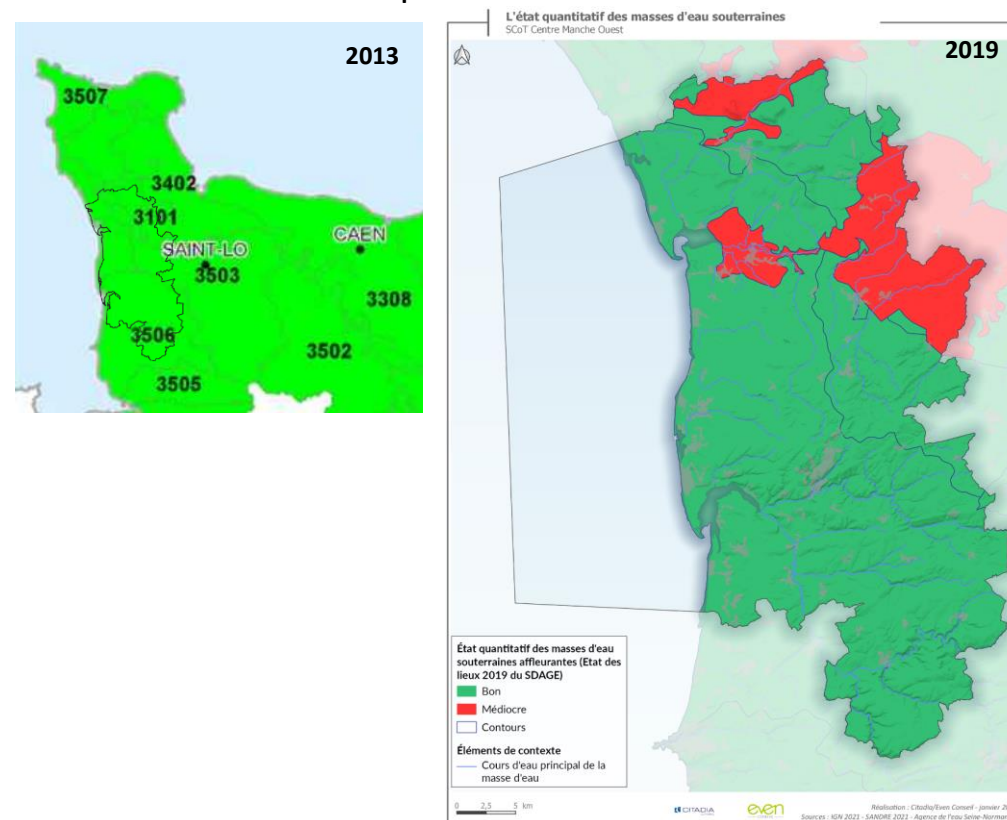 2013
3507
3402
3101
SAINT-LO
CAEN
3503
3308
3506
3502
3505
L'état quantitatif des masses d'eau souterraines
SCoT Centre Manche Ouest
2019
État quantitatif des masses d'eau
souterraines affleurantes (Etat des
lieux 2019 du SDAGE)
Bon
Médiocre
Contours
Éléments de contexte
Cours d'eau principal de la
masse d'eau
0 2,5 5 km
CITADIA
even
CONSEIL
Réalisation : Citadia/Even Conseil - janvier
Sources : IGN 2021 - SANDRE 2021 - Agence de l'eau